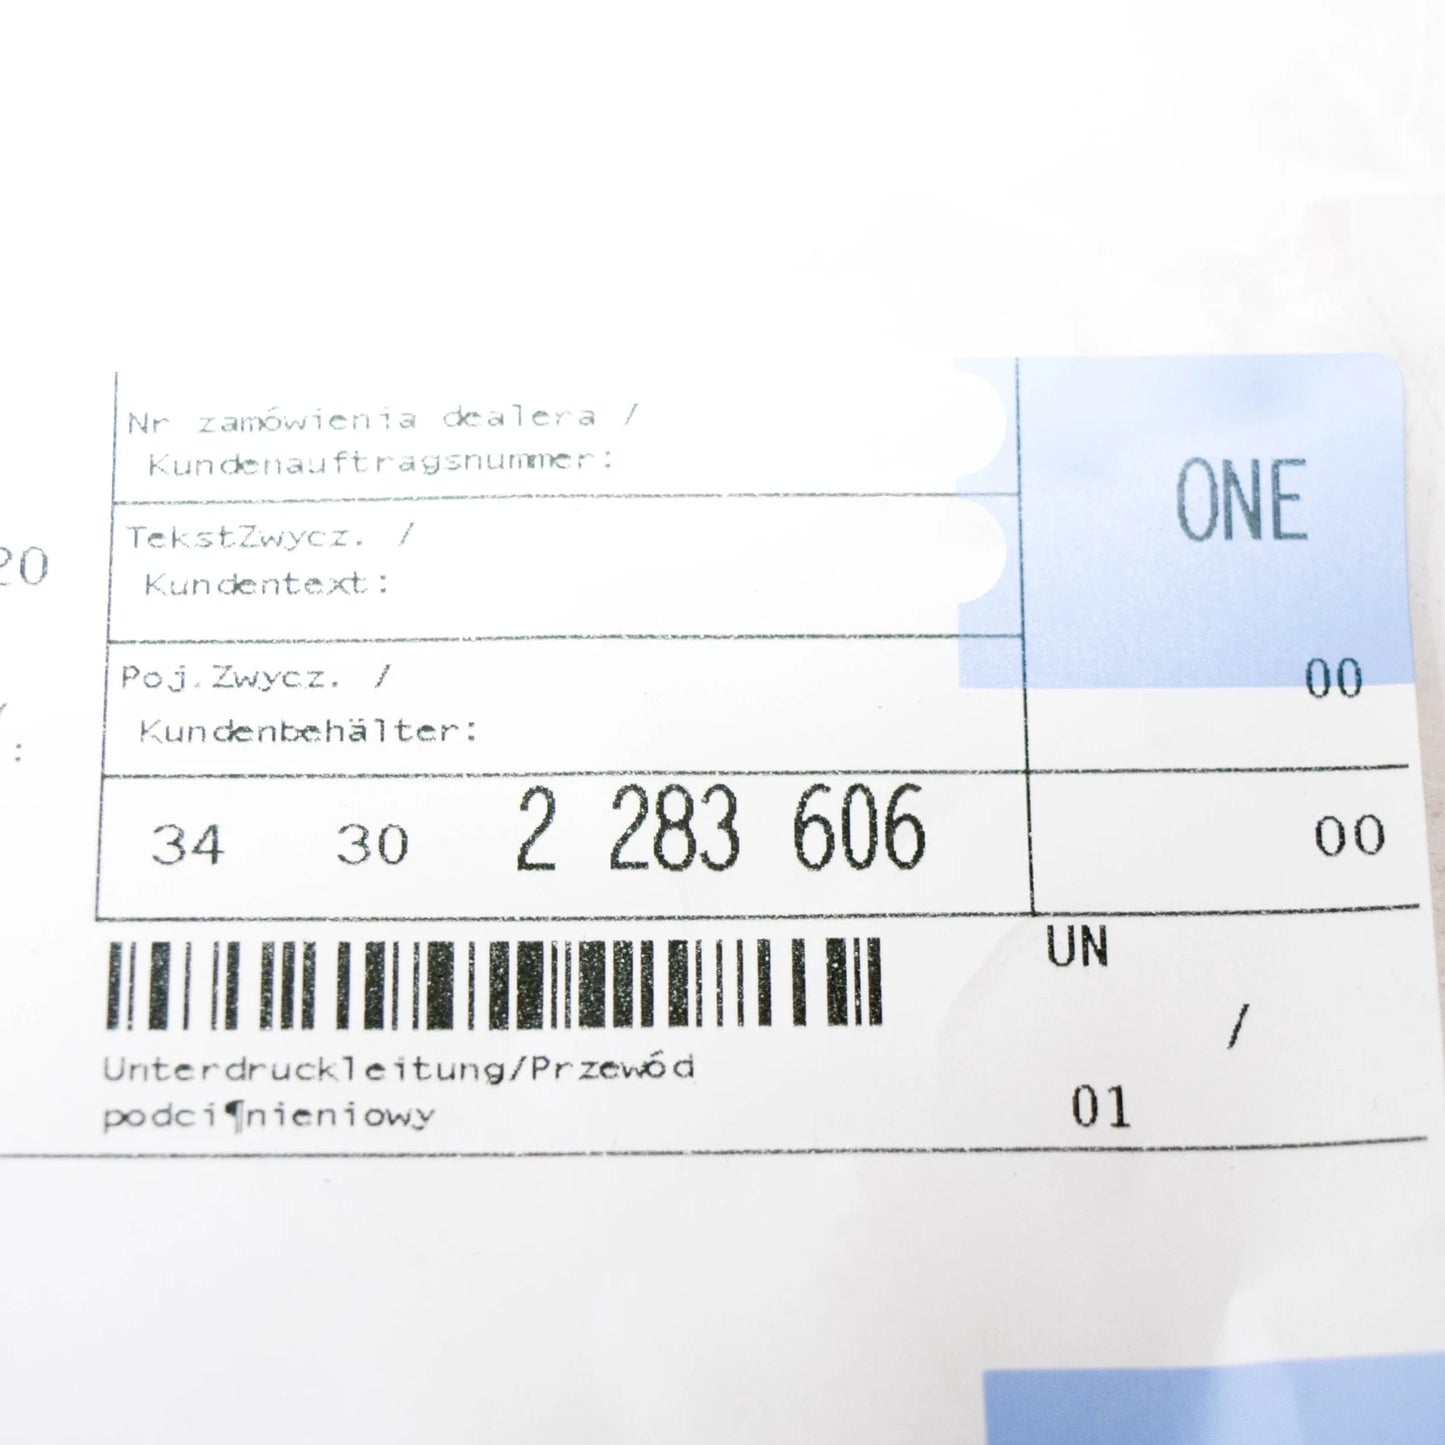 Nr zamówienia dealera /
Kundenauftragsnummer:
ONE
TekstZwycz. /
Kundentext:
20
Poj.Zwycz. /
Kundenbehälter:
00
:
34 30 2 283 606
00
UN
/
Unterdruckleitung/Przewód
podci¶nieniowy
01